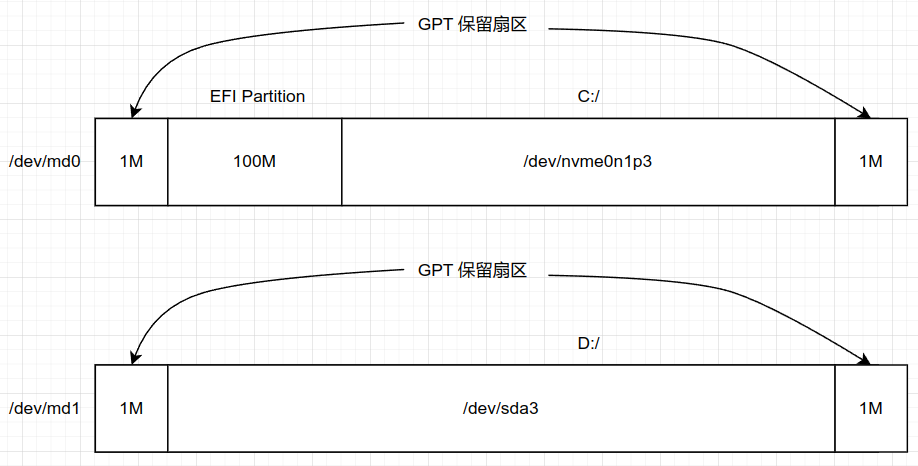 GPT 保留扇区
EFI Partition
C:/
/dev/md0
1M
100M
/dev/nvme0n1p3
1M
GPT 保留扇区
D:/
/dev/md1
1M
/dev/sda3
1M